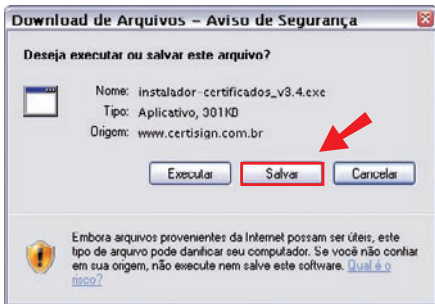 Download de Arquivos – Aviso de Segurança
Deseja executar ou salvar este arquivo?
Nome: instalador-certificados_v3.4.exe
Tipo: Aplicativo, 301KB
Origem: www.certisign.com.br
Executar Salvar Cancelar
Embora arquivos provenientes da Internet possam ser úteis, este
tipo de arquivo pode danificar seu computador. Se você não confiar
em sua origem, não execute nem salve este software. Qual é o
risco?